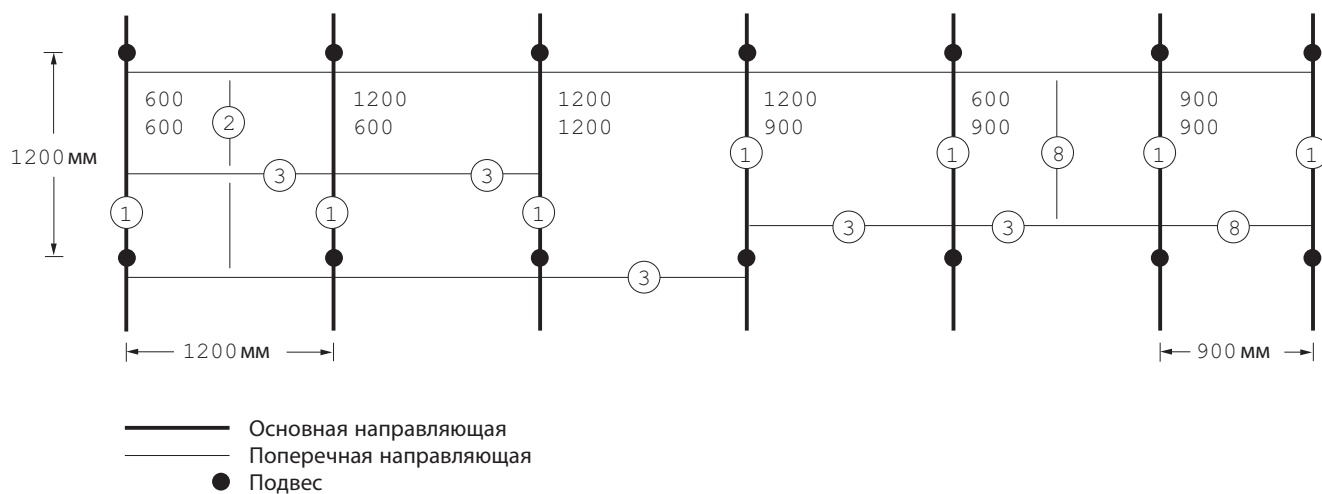 600 1200 1200 1200 600 900
600 2 600 1200 900 900 900
1 1 8 1 1
1200 мм
3 3
1 1 1
3 3 8
3
1200 мм 900 мм
Основная направляющая
Поперечная направляющая
Подвес